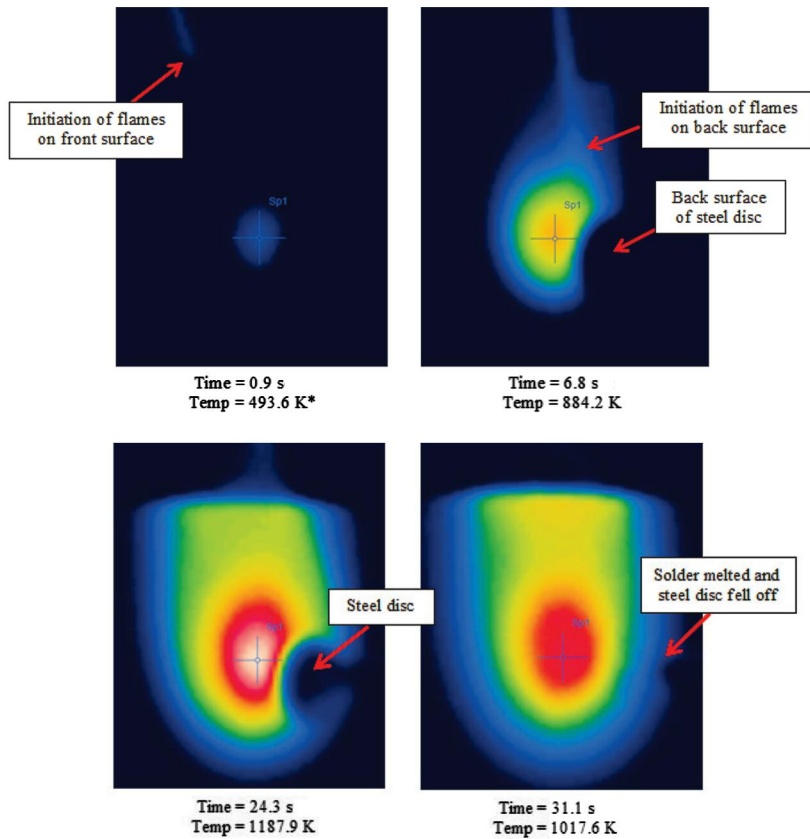 Initiation of flames
on front surface
Sp1
Time = 0.9 s
Temp = 493.6 K*
Initiation of flames
on back surface
Back surface
of steel disc
Sp1
Time = 6.8 s
Temp = 884.2 K
Steel disc
Sp1
Time = 24.3 s
Temp = 1187.9 K
Solder melted and
steel disc fell off
Sp1
Time = 31.1 s
Temp = 1017.6 K